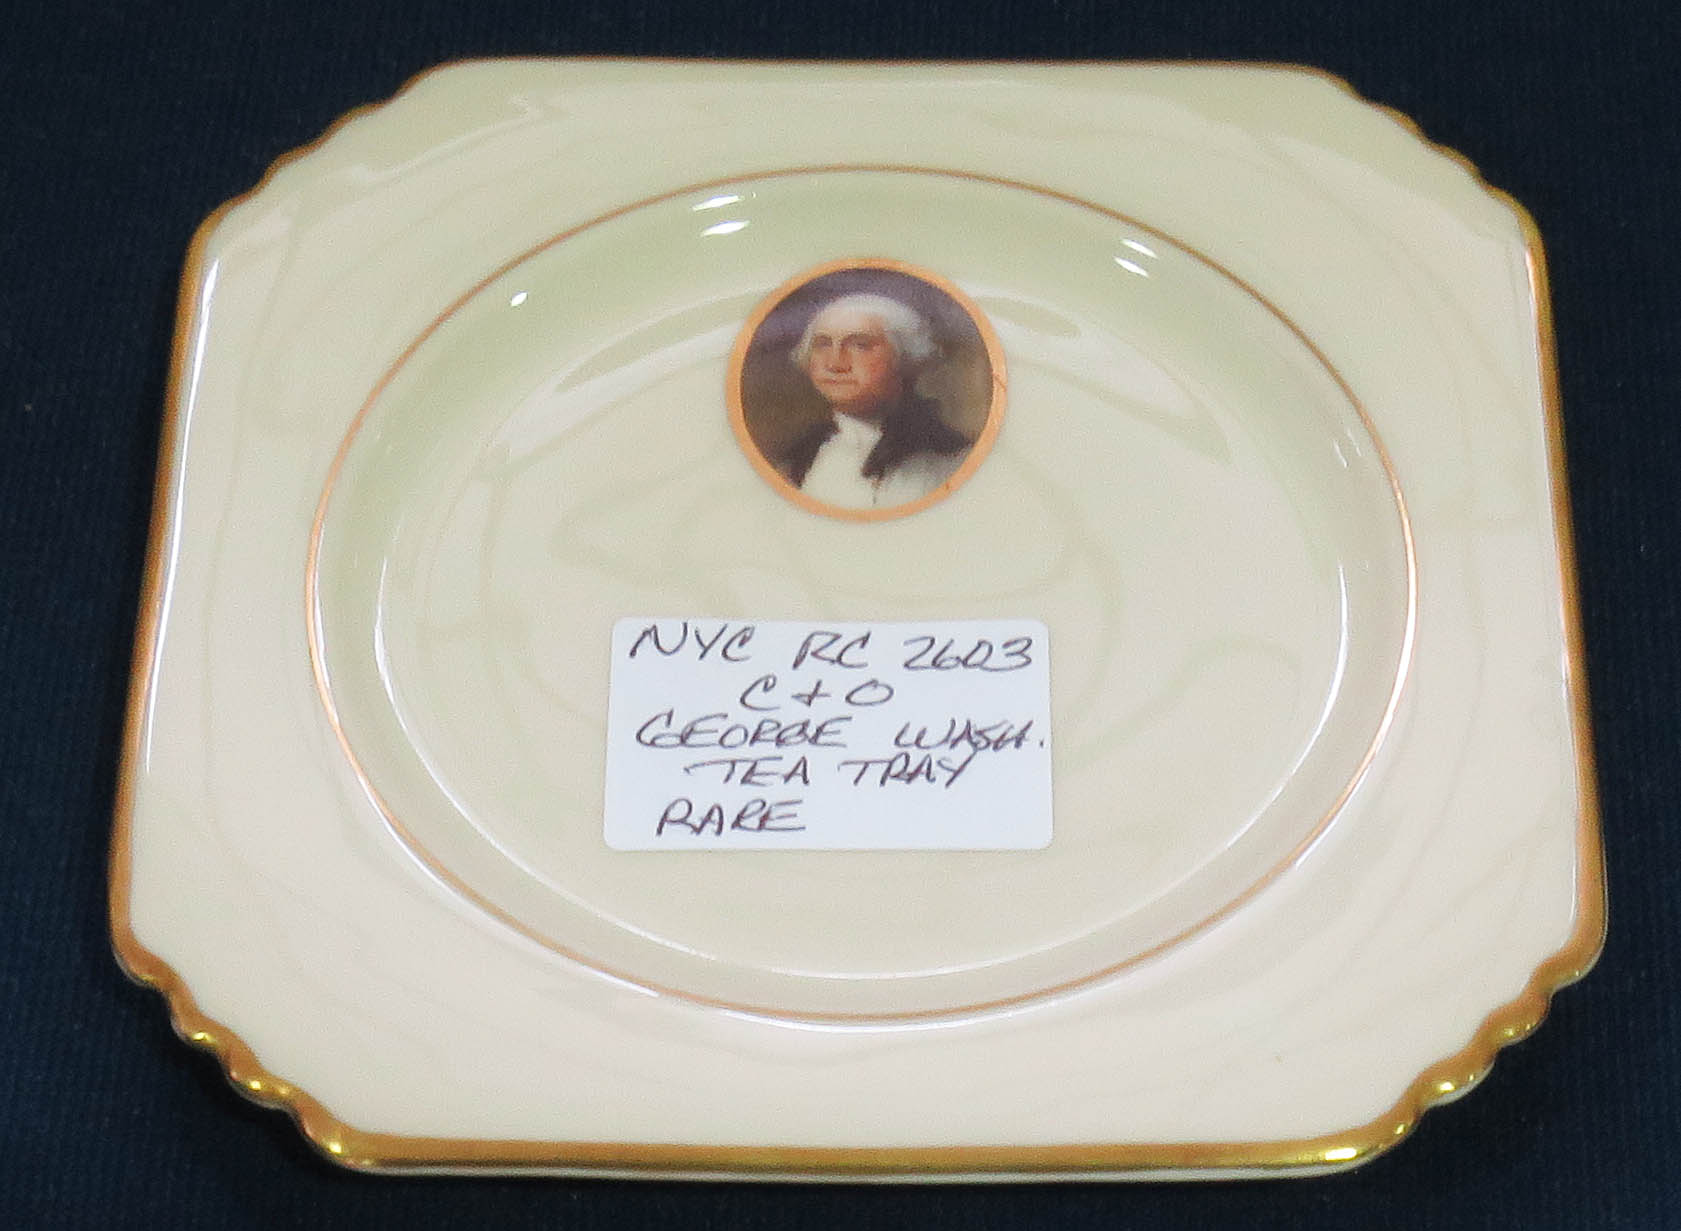 NYC RC 2603
C + O
GEORGE WASH.
TEA TRAY
RARE